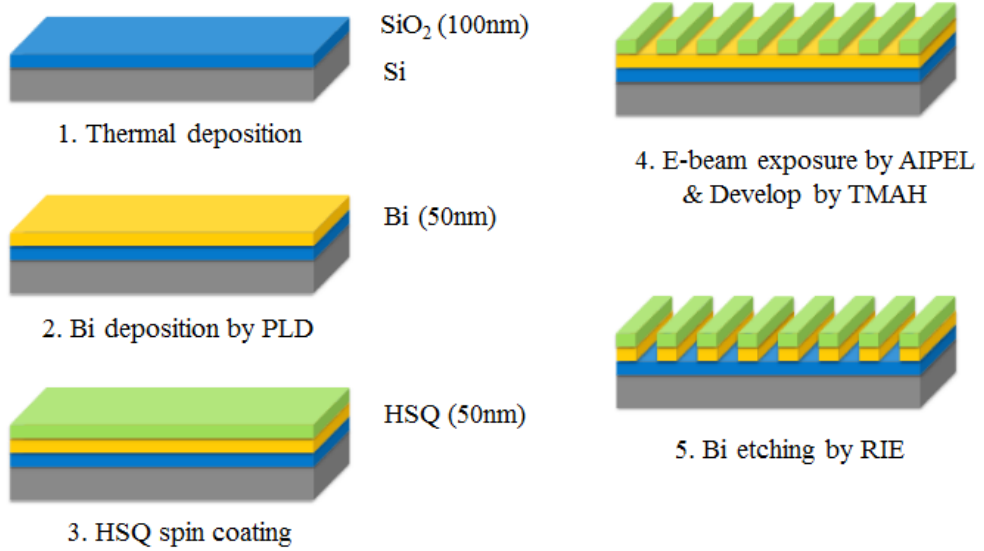 SiO₂ (100nm)
Si
1. Thermal deposition
Bi (50nm)
2. Bi deposition by PLD
HSQ (50nm)
3. HSQ spin coating
4. E-beam exposure by AIPEL
& Develop by TMAH
5. Bi etching by RIE